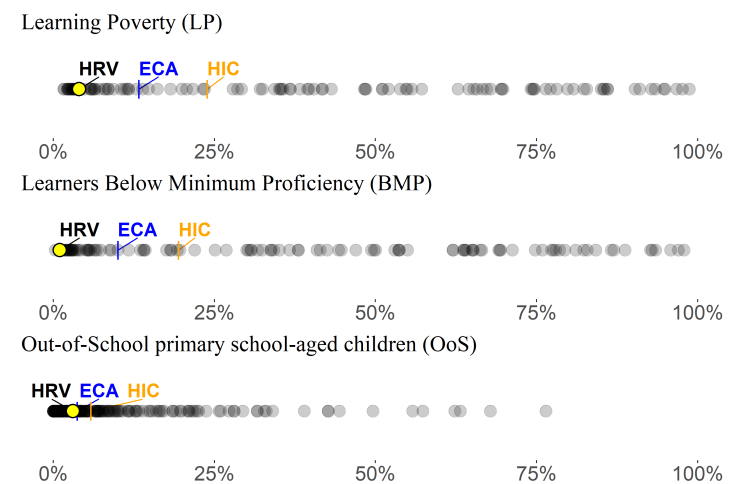 Learning Poverty (LP)
HRV ECA HIC
0% 25% 50% 75% 100%
Learners Below Minimum Proficiency (BMP)
HRV ECA HIC
0% 25% 50% 75% 100%
Out-of-School primary school-aged children (OoS)
HRV ECA HIC
0% 25% 50% 75% 100%